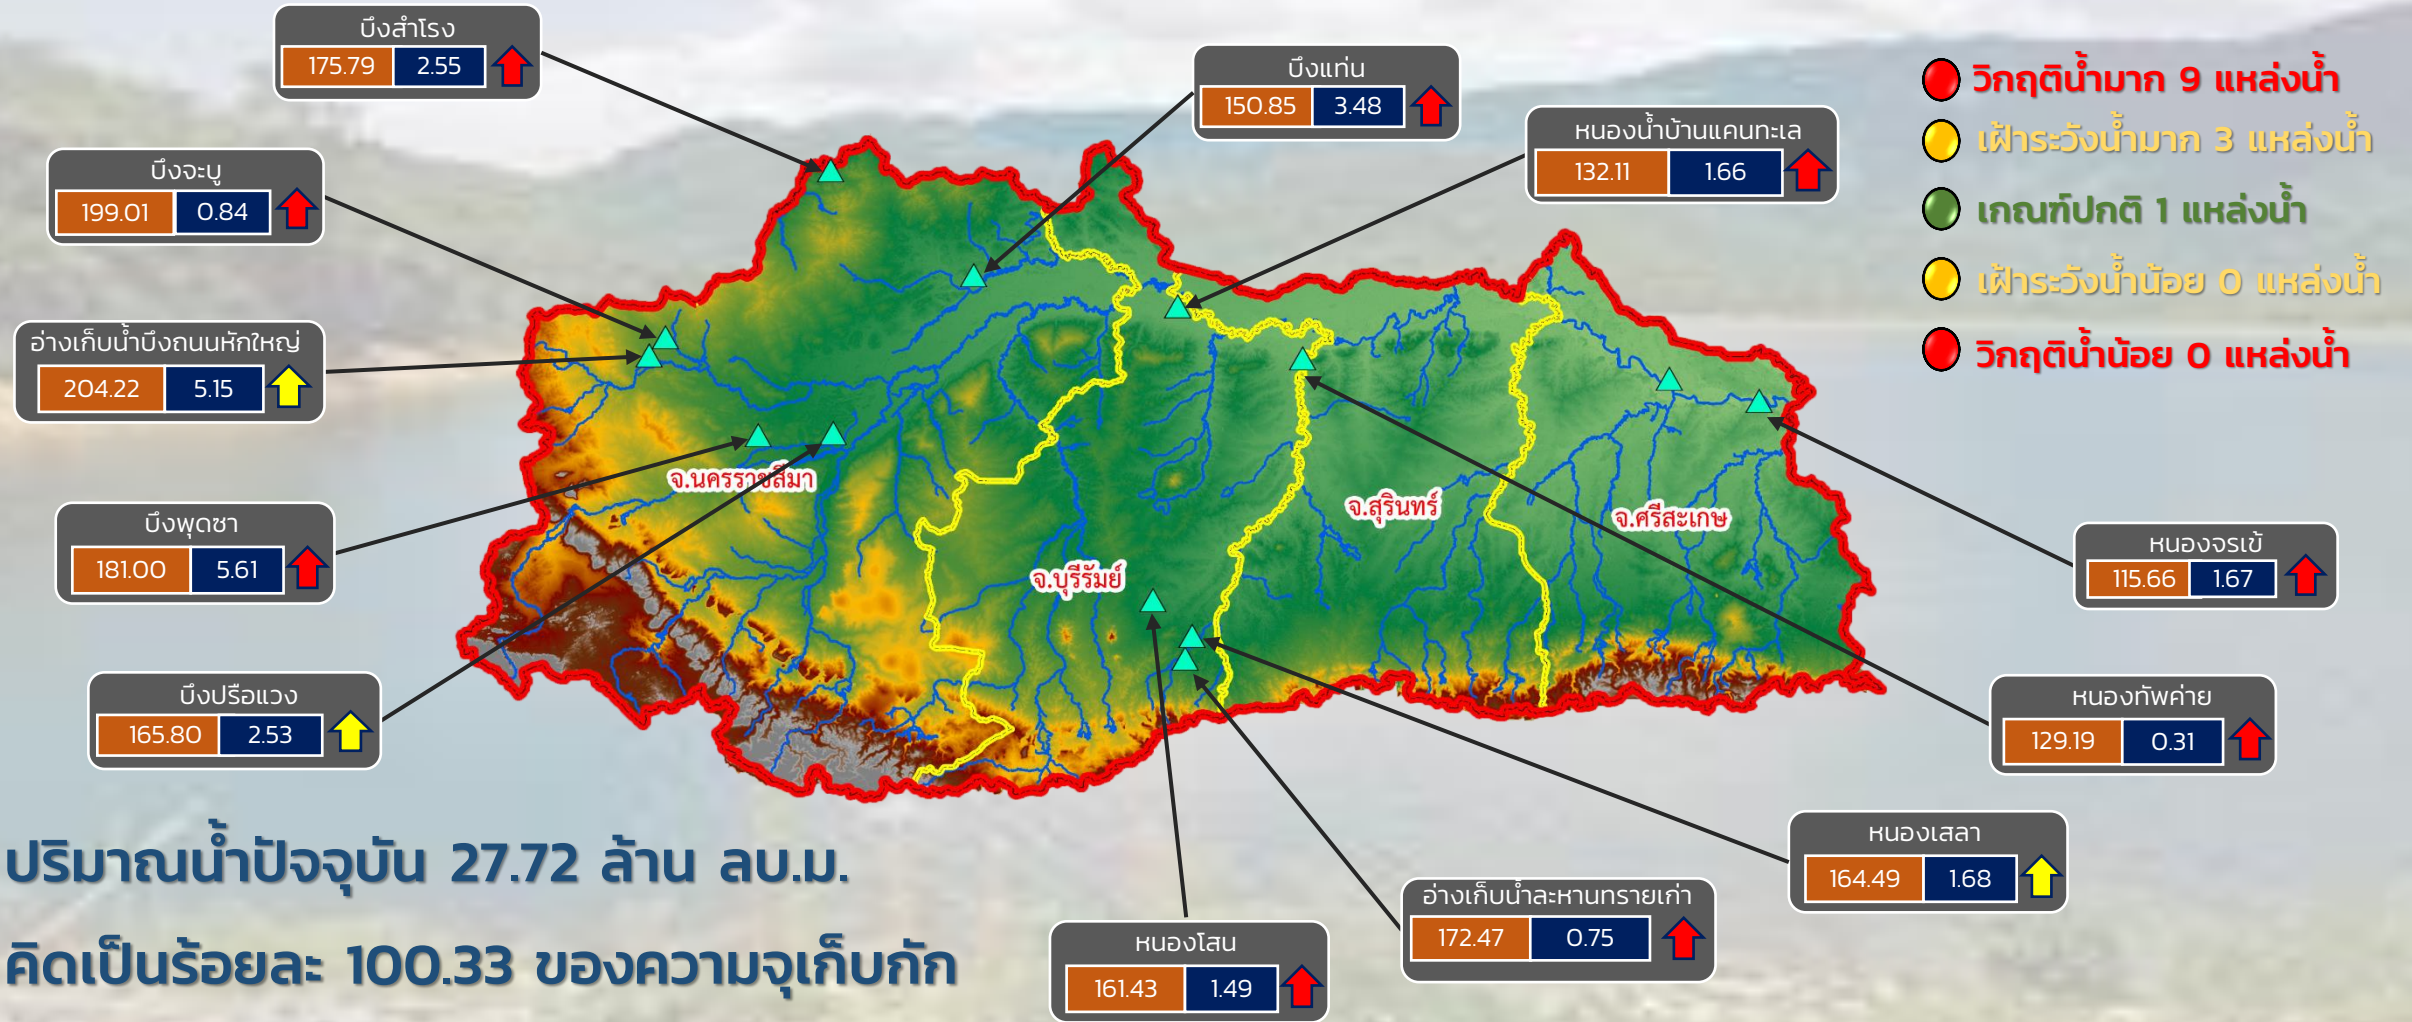 บึงสำโรง
175.79 2.55
บึงแท่น
150.85 3.48
หนองน้ำบ้านแคนทะเล
132.11 1.66
วิกฤติน้ำมาก 9 แหล่งน้ำ
เฝ้าระวังน้ำมาก 3 แหล่งน้ำ
เกณฑ์ปกติ 1 แหล่งน้ำ
เฝ้าระวังน้ำน้อย 0 แหล่งน้ำ
วิกฤติน้ำน้อย 0 แหล่งน้ำ
บึงจะบู
199.01 0.84
อ่างเก็บน้ำบึงถนนหักใหญ่
204.22 5.15
บึงพุดซา
181.00 5.61
บึงปรือแวง
165.80 2.53
จ.นครราชสีมา
จ.บุรีรัมย์
จ.สุรินทร์
จ.ศรีสะเกษ
หนองจรเข้
115.66 1.67
หนองทัพค่าย
129.19 0.31
หนองเสลา
164.49 1.68
อ่างเก็บน้ำละหานทรายเก่า
172.47 0.75
หนองโสน
161.43 1.49
ปริมาณน้ำปัจจุบัน 27.72 ล้าน ลบ.ม.
คิดเป็นร้อยละ 100.33 ของความจุเก็บกัก